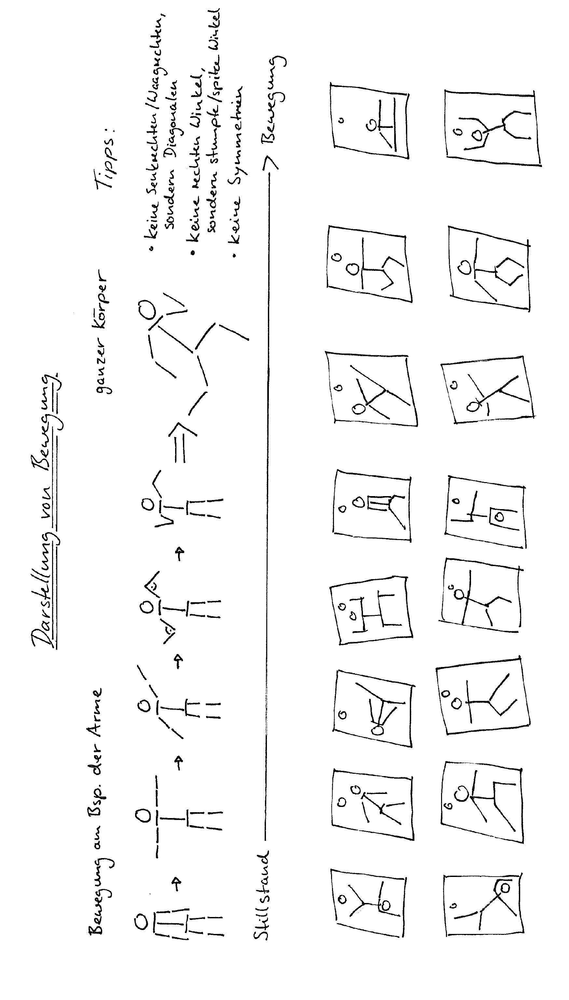 Darstellung von Bewegung.
Bewegung am Bsp. der Arme
ganzer Körper
Tipps:
• keine Senkrechten/Waagrechten,
sondern Diagonalen
• keine rechten Winkel,
sondern stumpfe/spitze Winkel
• keine Symmetrien
Stillstand
Bewegung